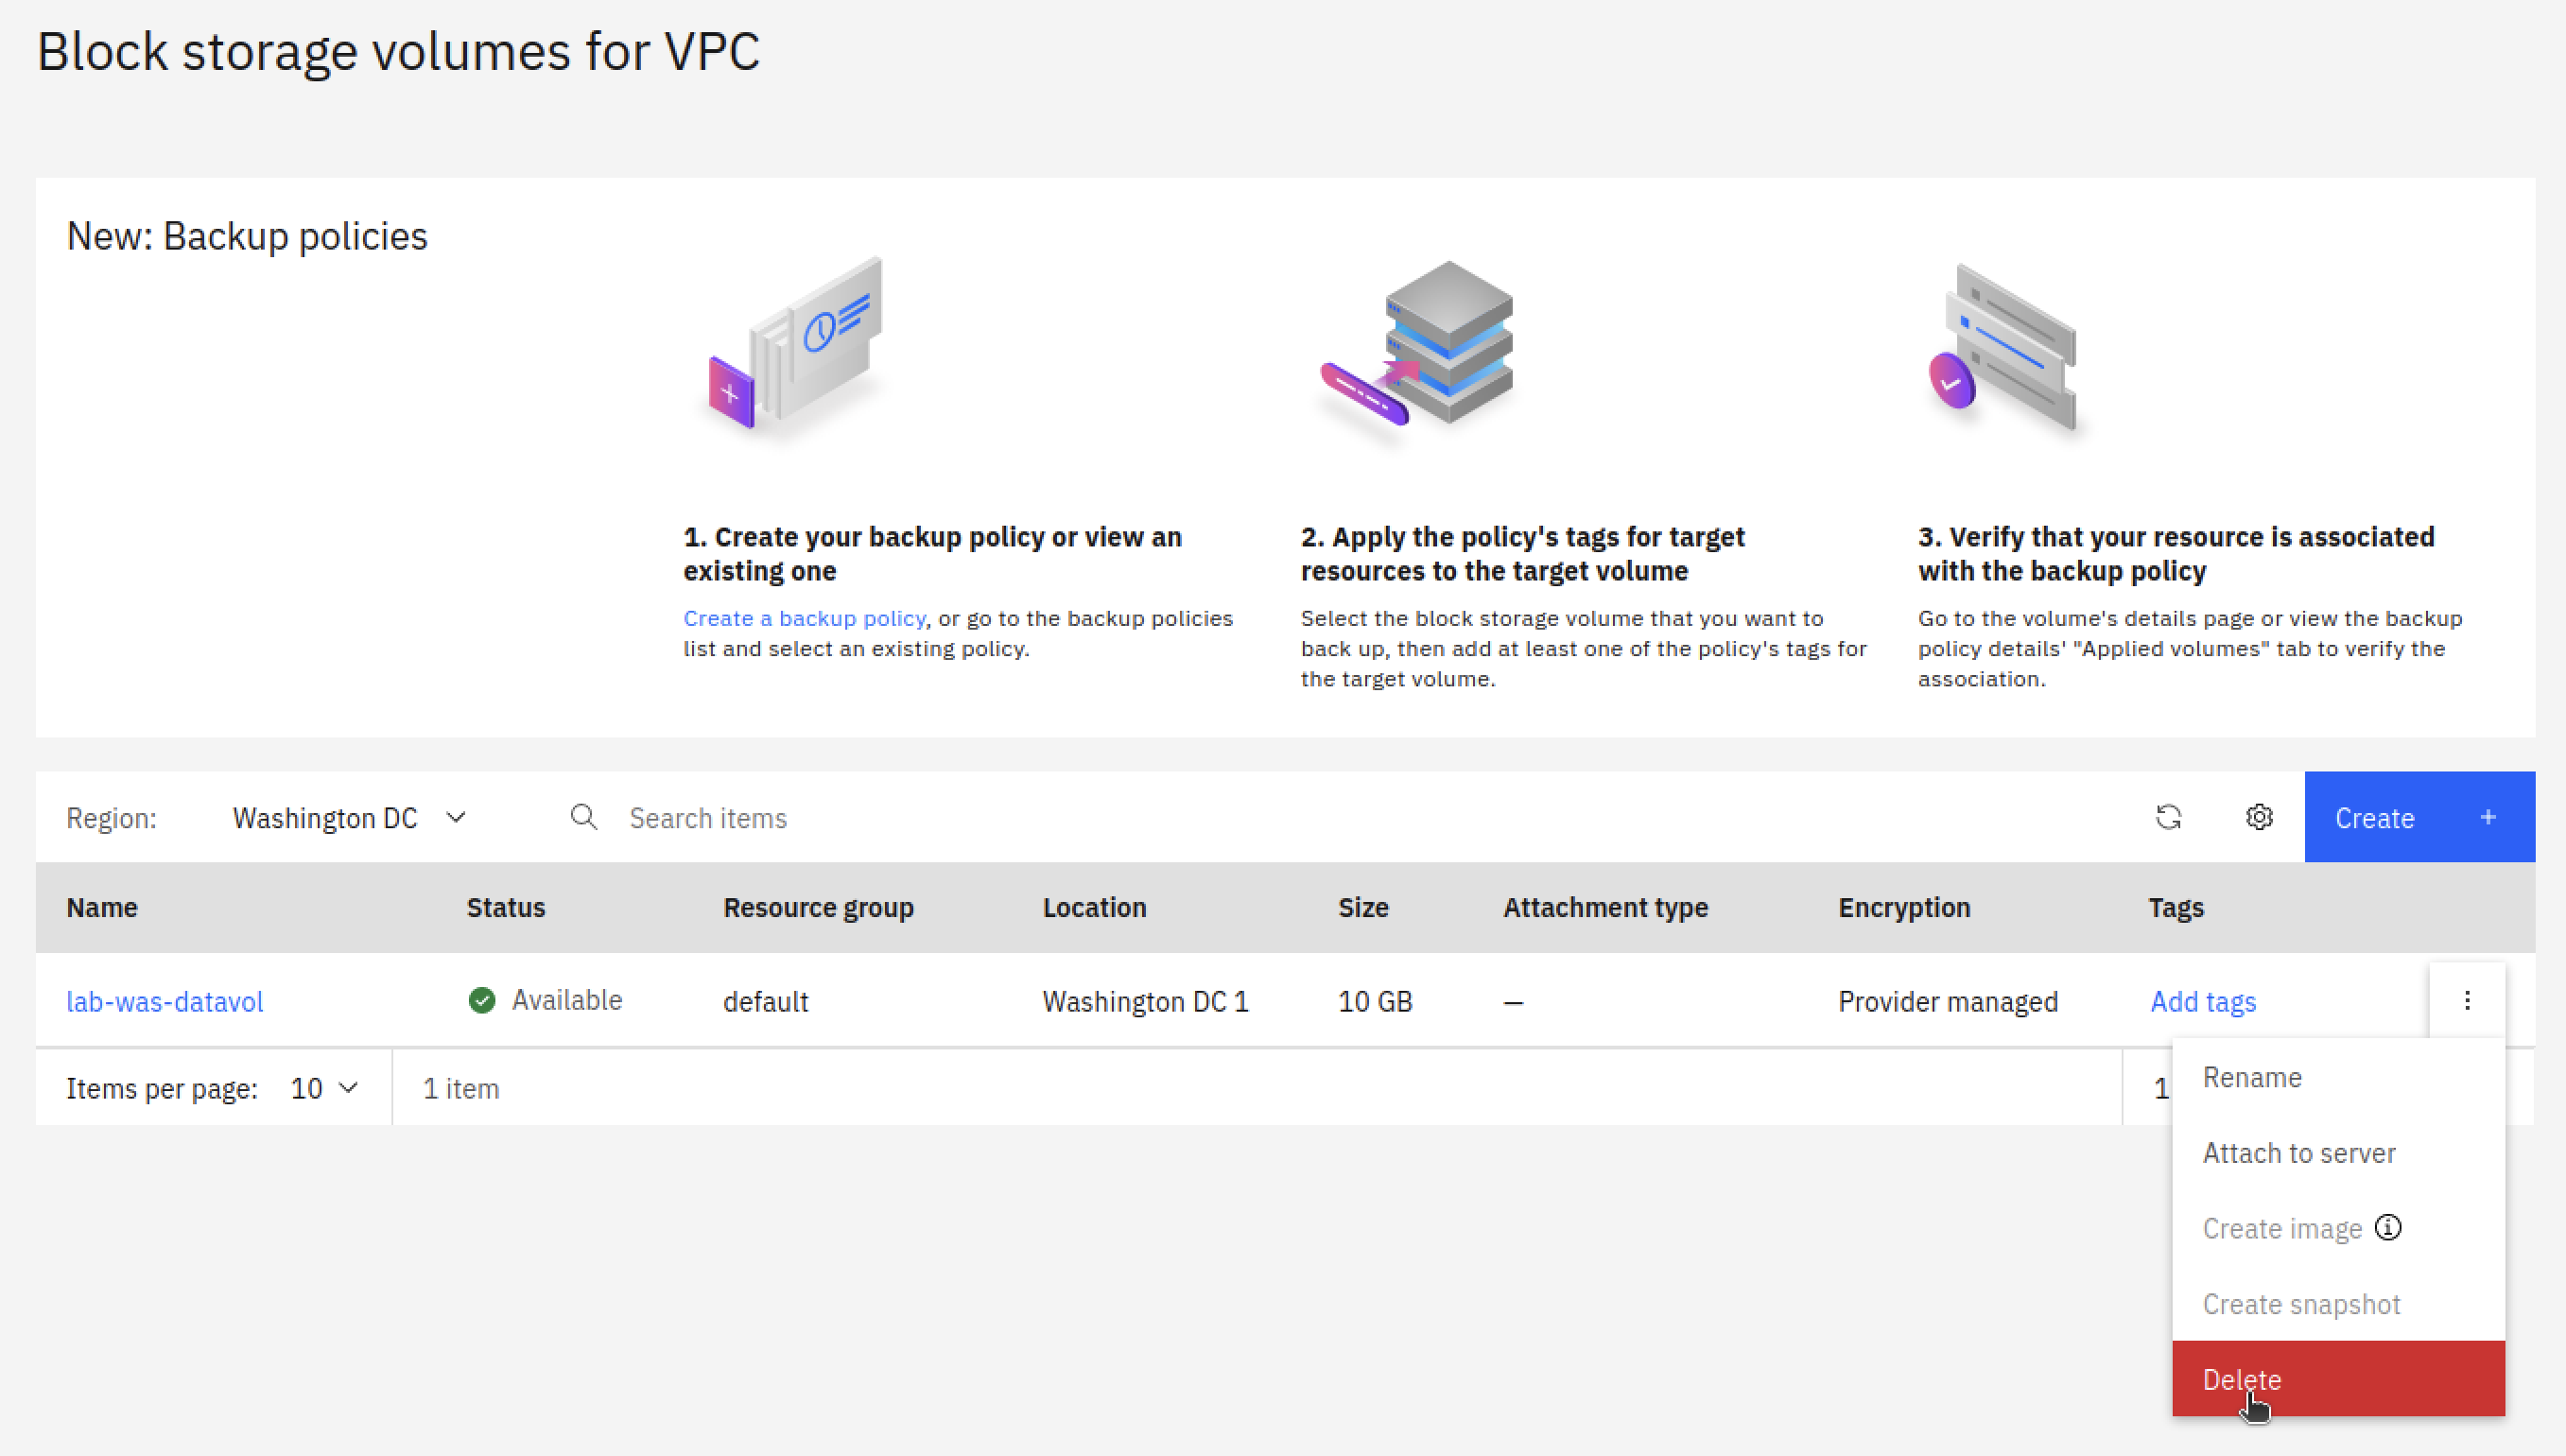 Block storage volumes for VPC
New: Backup policies
1. Create your backup policy or view an
existing one
Create a backup policy, or go to the backup policies
list and select an existing policy.
2. Apply the policy's tags for target
resources to the target volume
Select the block storage volume that you want to
back up, then add at least one of the policy's tags for
the target volume.
3. Verify that your resource is associated
with the backup policy
Go to the volume's details page or view the backup
policy details' "Applied volumes" tab to verify the
association.
Region: Washington DC Search items Create +
Name Status Resource group Location Size Attachment type Encryption Tags
lab-was-datavol Available default Washington DC 1 10 GB — Provider managed Add tags
Items per page: 10 1 item 1
Rename
Attach to server
Create image
Create snapshot
Delete